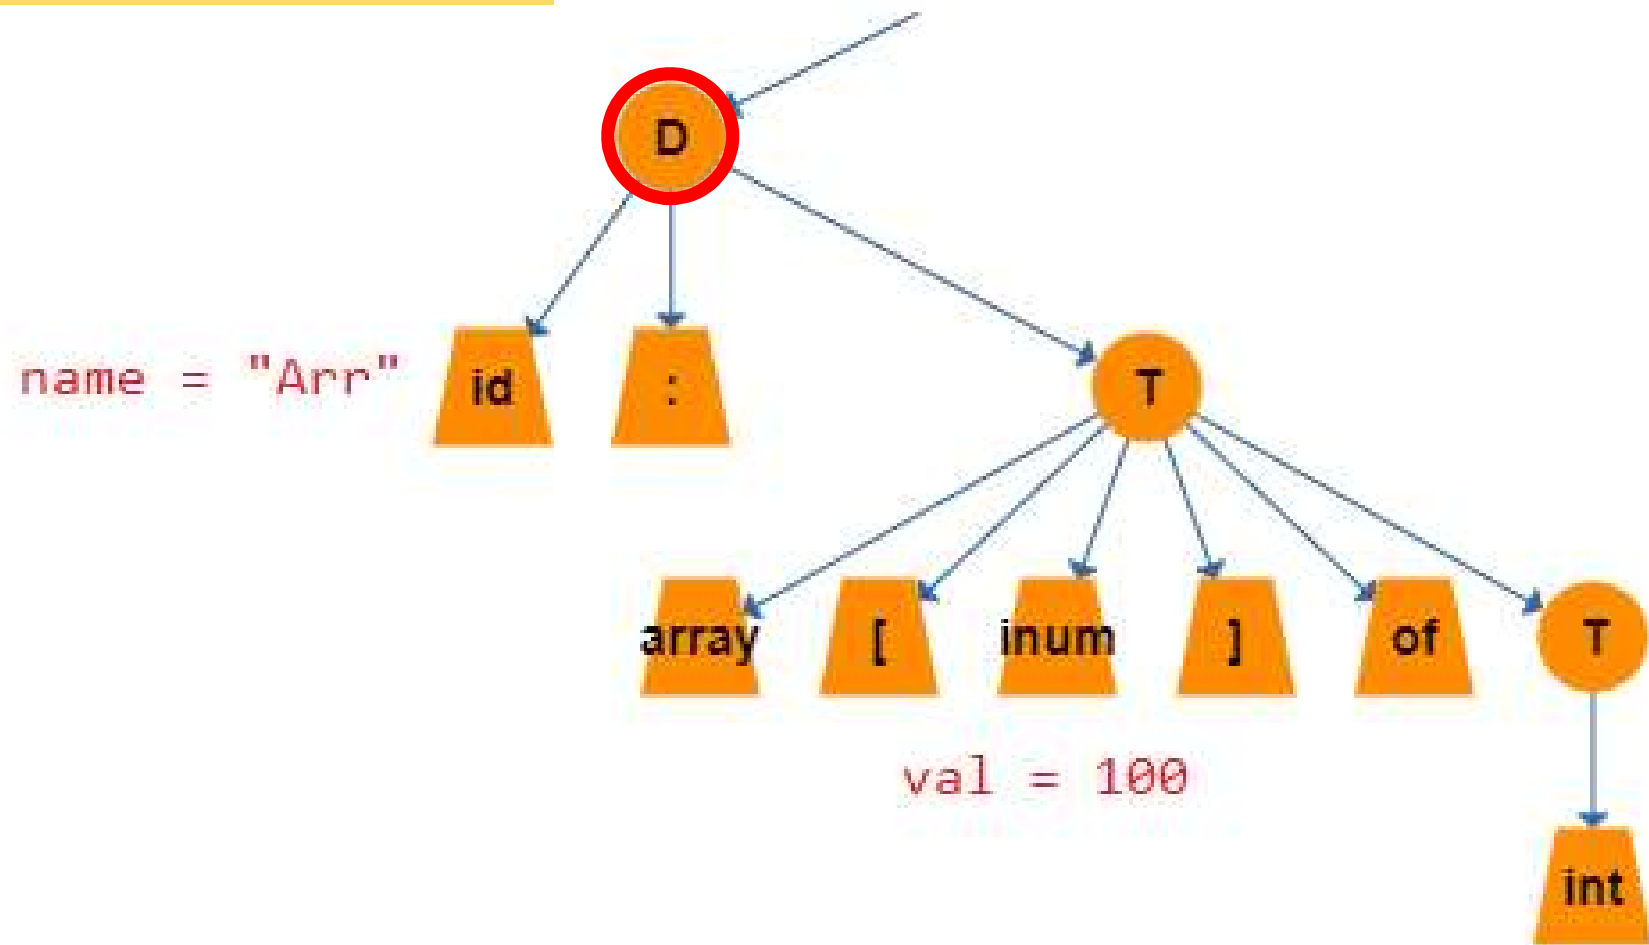 D
name = "Arr"
id
:
T
array
[
inum
]
of
T
val = 100
int